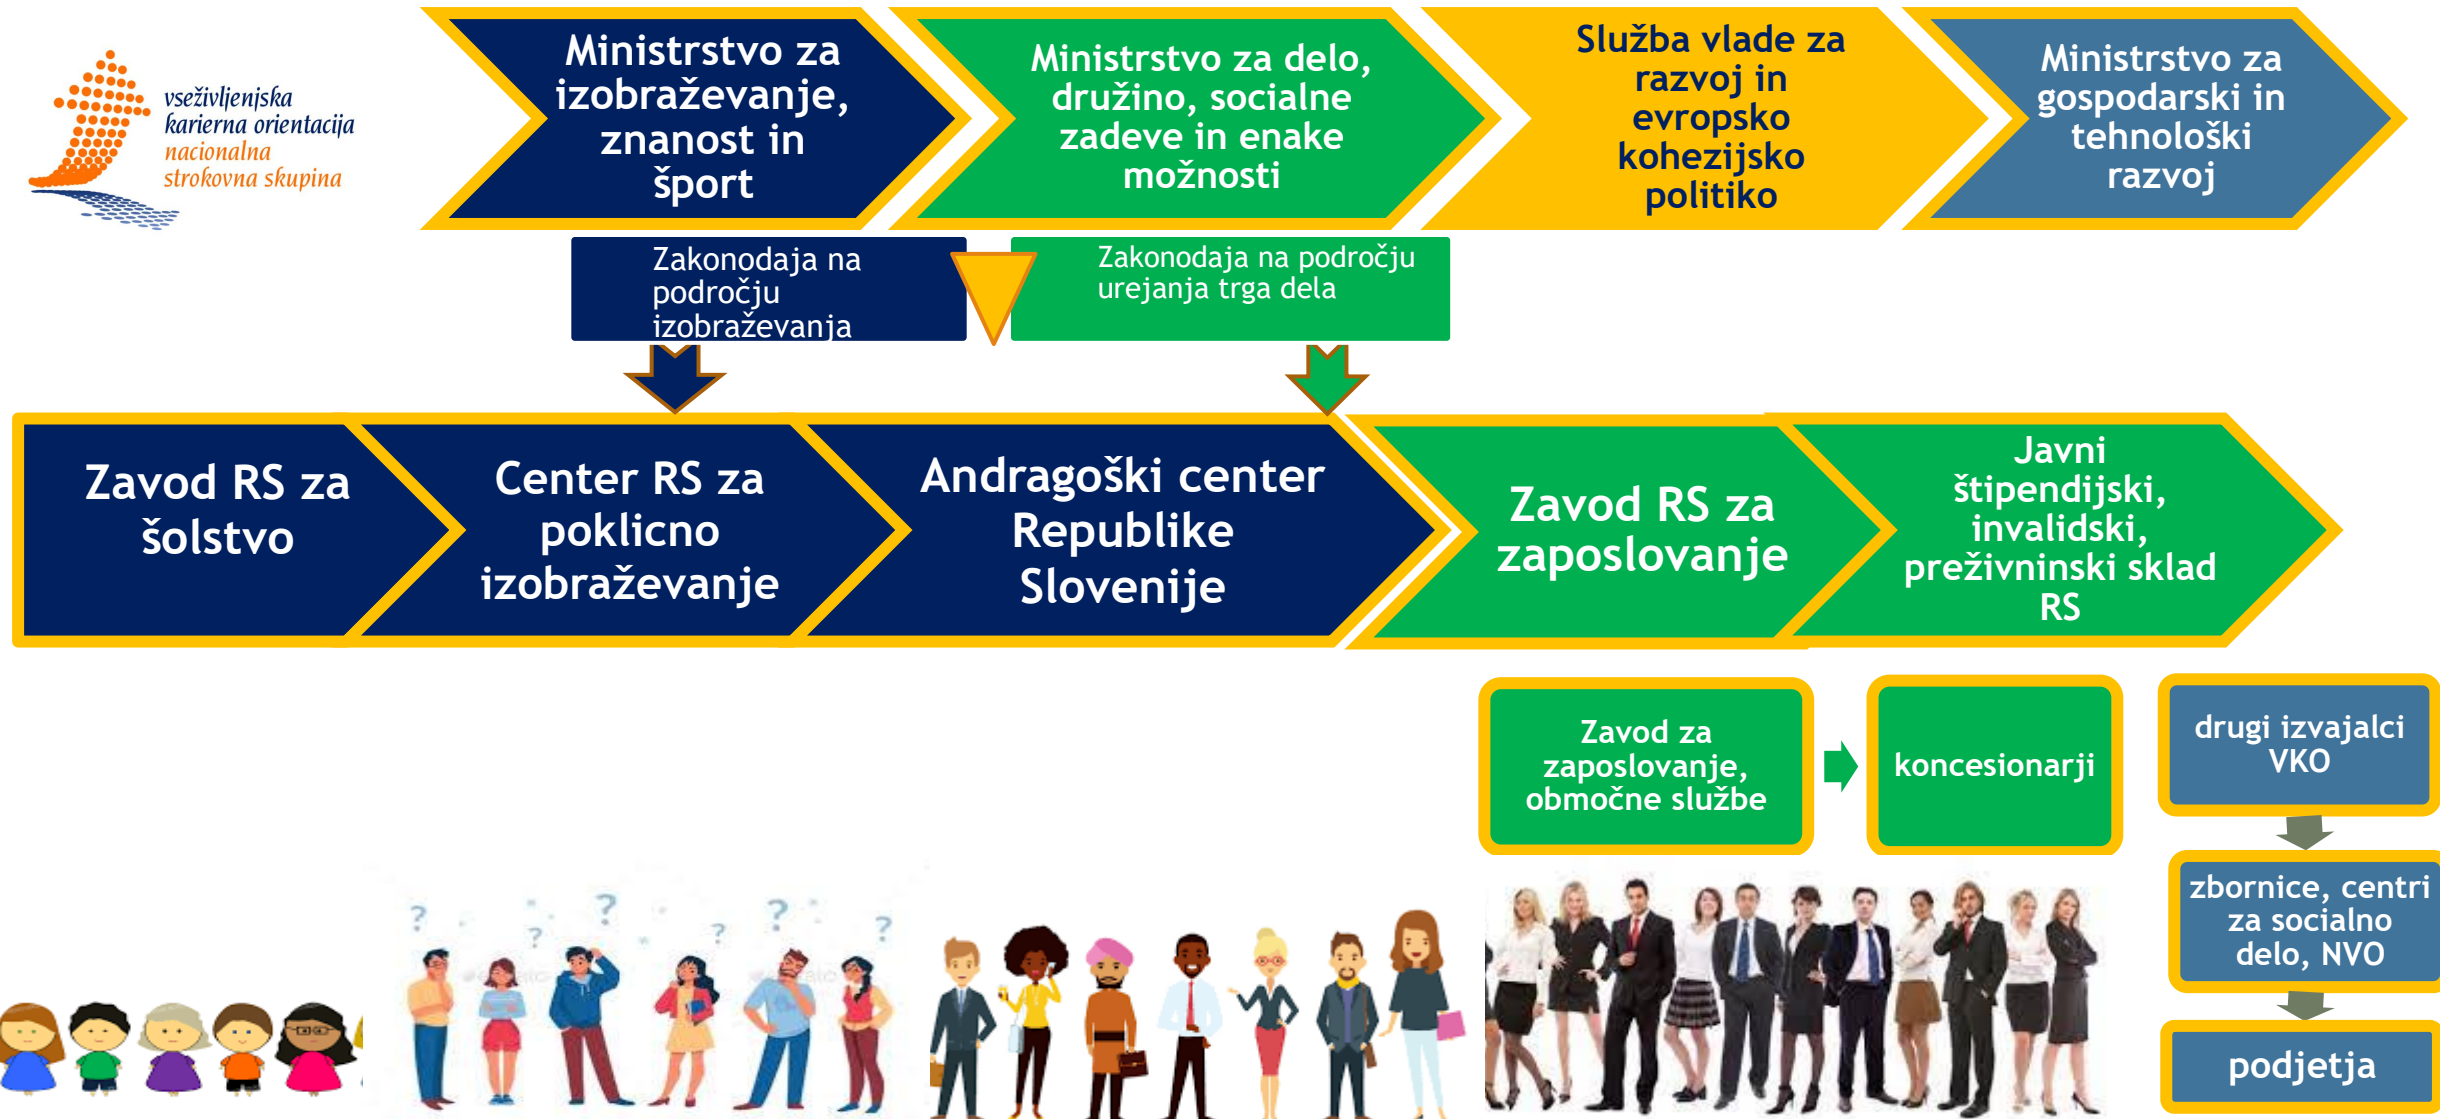 vseživljenjska
karierna orientacija
nacionalna
strokovna skupina
Ministrstvo za
izobraževanje,
znanost in
šport
Ministrstvo za delo,
družino, socialne
zadeve in enake
možnosti
Služba vlade za
razvoj in
evropsko
kohezijsko
politiko
Ministrstvo za
gospodarski in
tehnološki
razvoj
Zakonodaja na
področju
izobraževanja
Zakonodaja na področju
urejanja trga dela
Zavod RS za
šolstvo
Center RS za
poklicno
izobraževanje
Andragoški center
Republike
Slovenije
Zavod RS za
zaposlovanje
Javni
štipendijski,
invalidski,
preživninski sklad
RS
Zavod za
zaposlovanje,
območne službe
koncesionarji
drugi izvajalci
VKO
zbornice, centri
za socialno
delo, NVO
podjetja
? ? ? ? ? ?